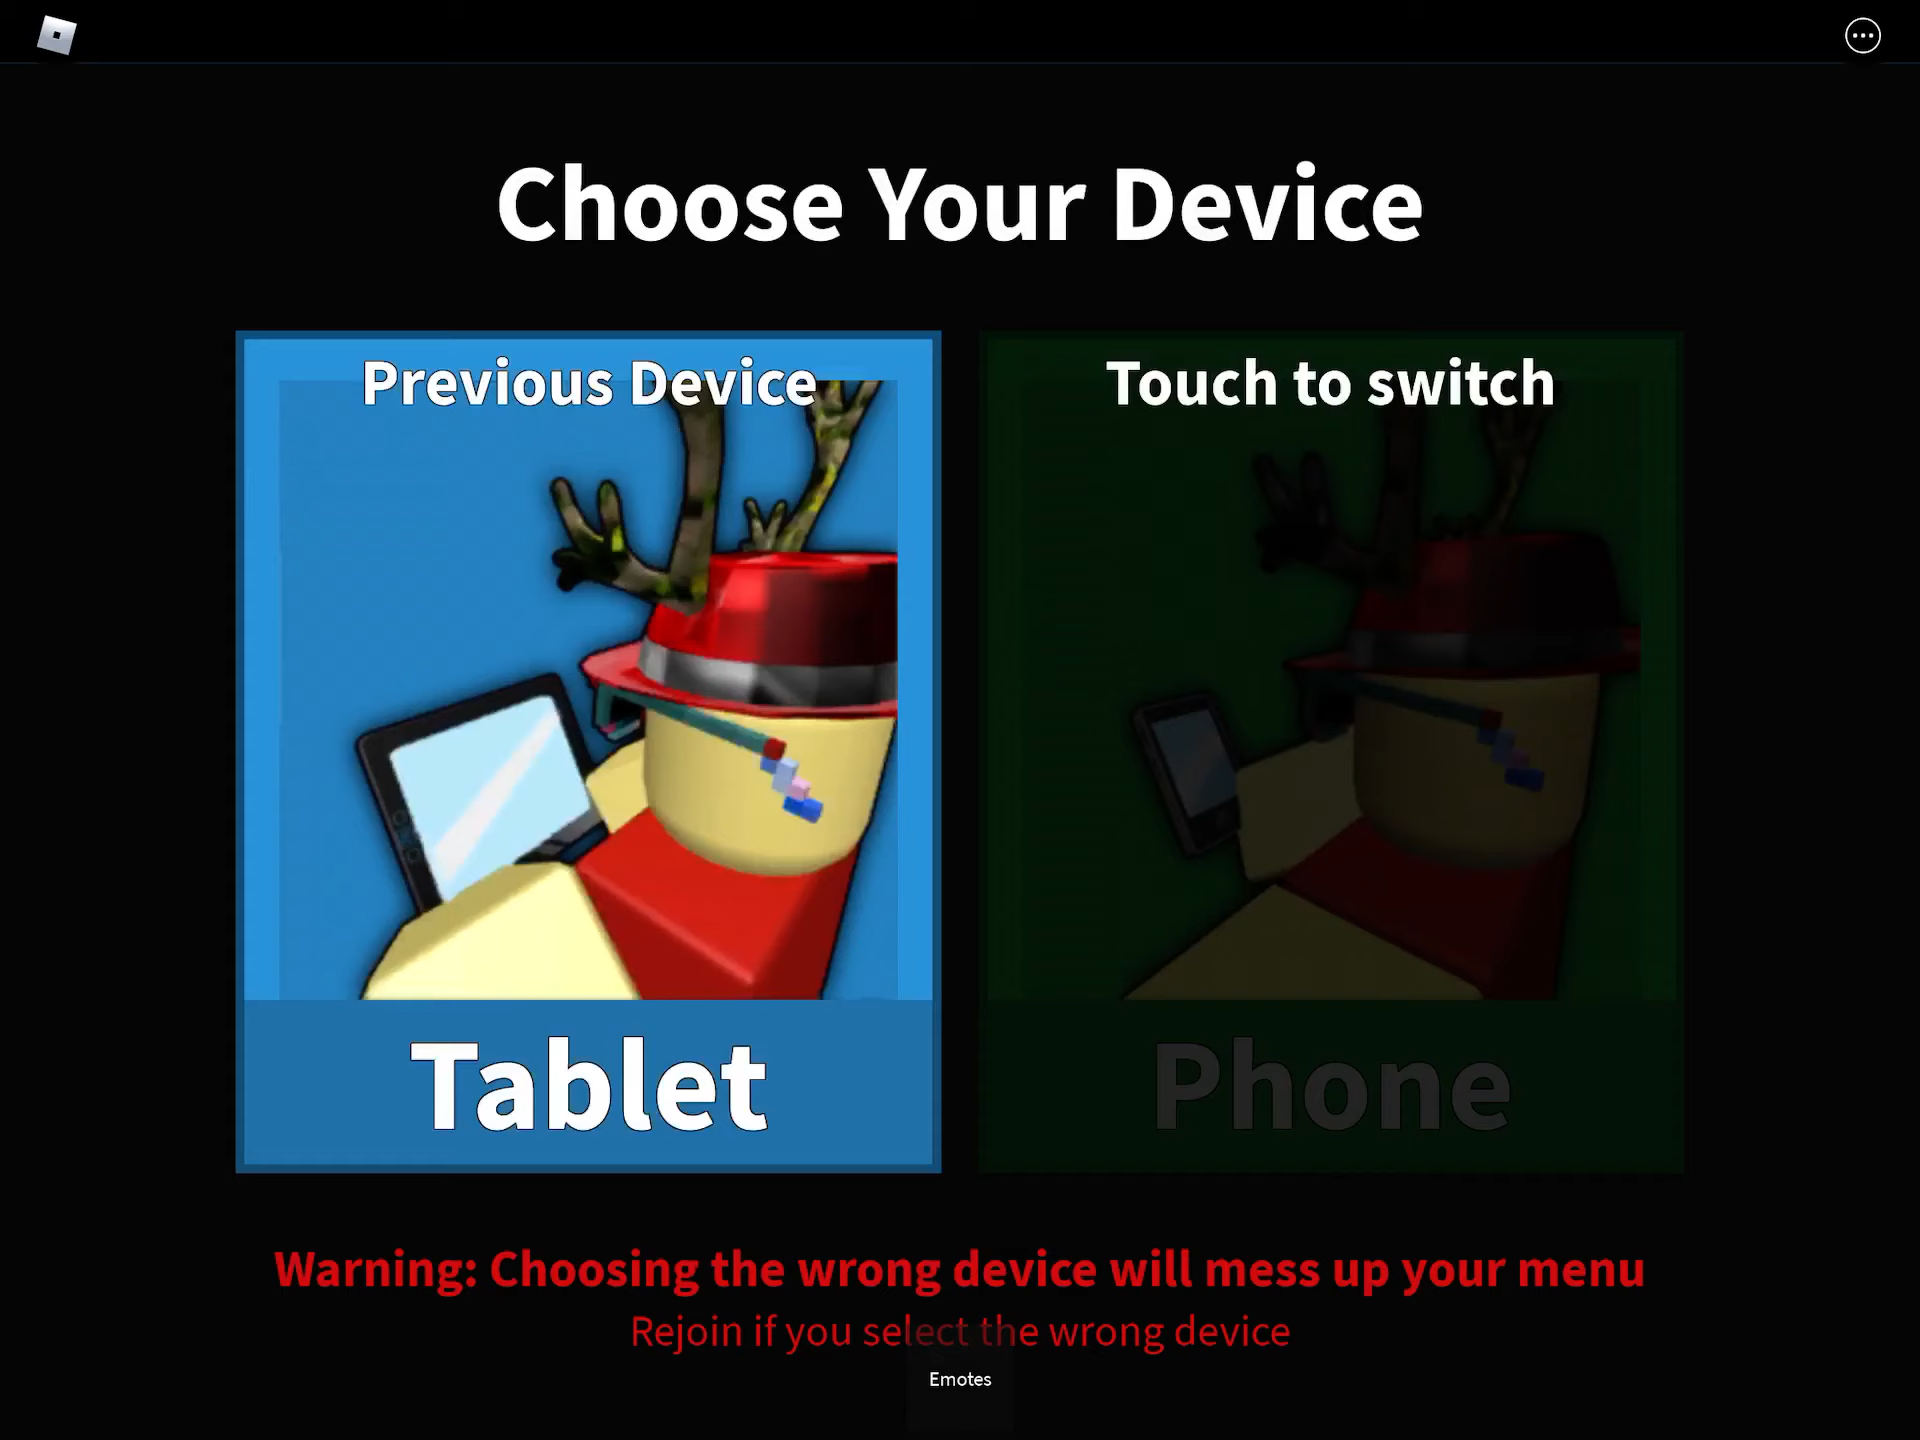 Choose Your Device
Previous Device
Touch to switch
Tablet
Phone
Warning: Choosing the wrong device will mess up your menu
Rejoin if you select the wrong device
Emotes